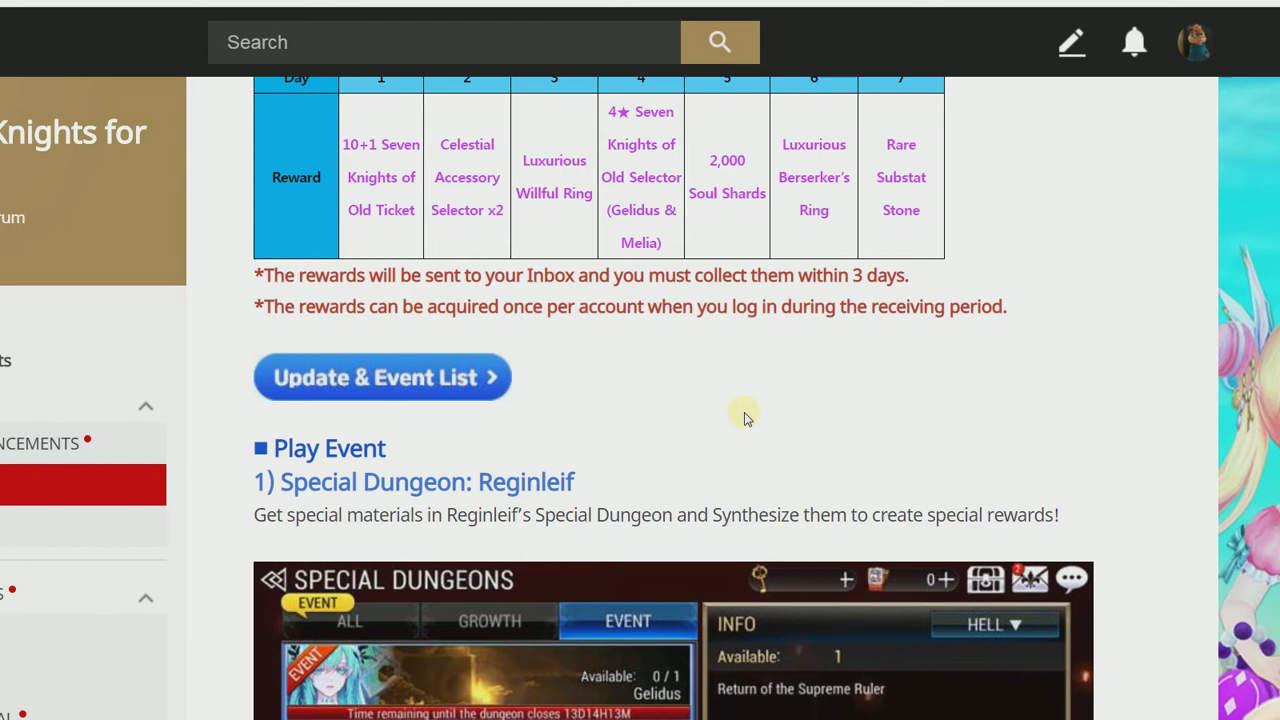 Search
Knights for
rum
ts
NCEMENTS
S
AL
Day 1 2 3 4 5 6 7
Reward
10+1 Seven
Knights of
Old Ticket
Celestial
Accessory
Selector x2
Luxurious
Willful Ring
4★ Seven
Knights of
Old Selector
(Gelidus &
Melia)
2,000
Soul Shards
Luxurious
Berserker's
Ring
Rare
Substat
Stone
*The rewards will be sent to your Inbox and you must collect them within 3 days.
*The rewards can be acquired once per account when you log in during the receiving period.
Update & Event List >
■ Play Event
1) Special Dungeon: Reginleif
Get special materials in Reginleif's Special Dungeon and Synthesize them to create special rewards!
SPECIAL DUNGEONS
+ 0+
EVENT
ALL GROWTH EVENT
EVENT
Available: 0 / 1
Gelidus
Time remaining until the dungeon closes 13D14H13M
INFO HELL ▼
Available: 1
Return of the Supreme Ruler